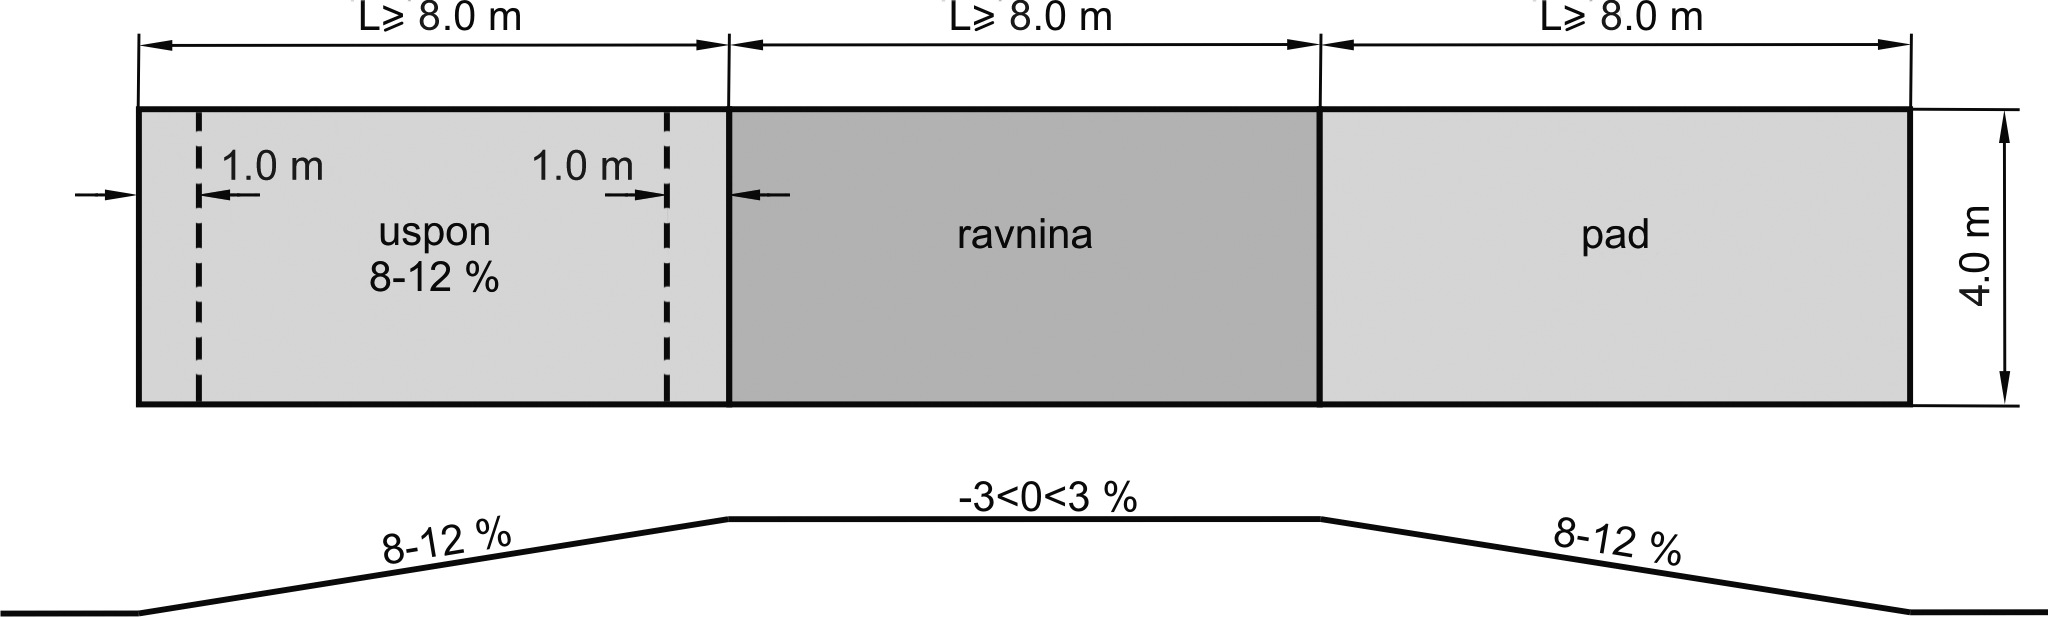 L⩾ 8.0 m
L⩾ 8.0 m
L⩾ 8.0 m
1.0 m
1.0 m
uspon
8-12 %
ravnina
pad
4.0 m
-3<0<3 %
8-12 %
8-12 %